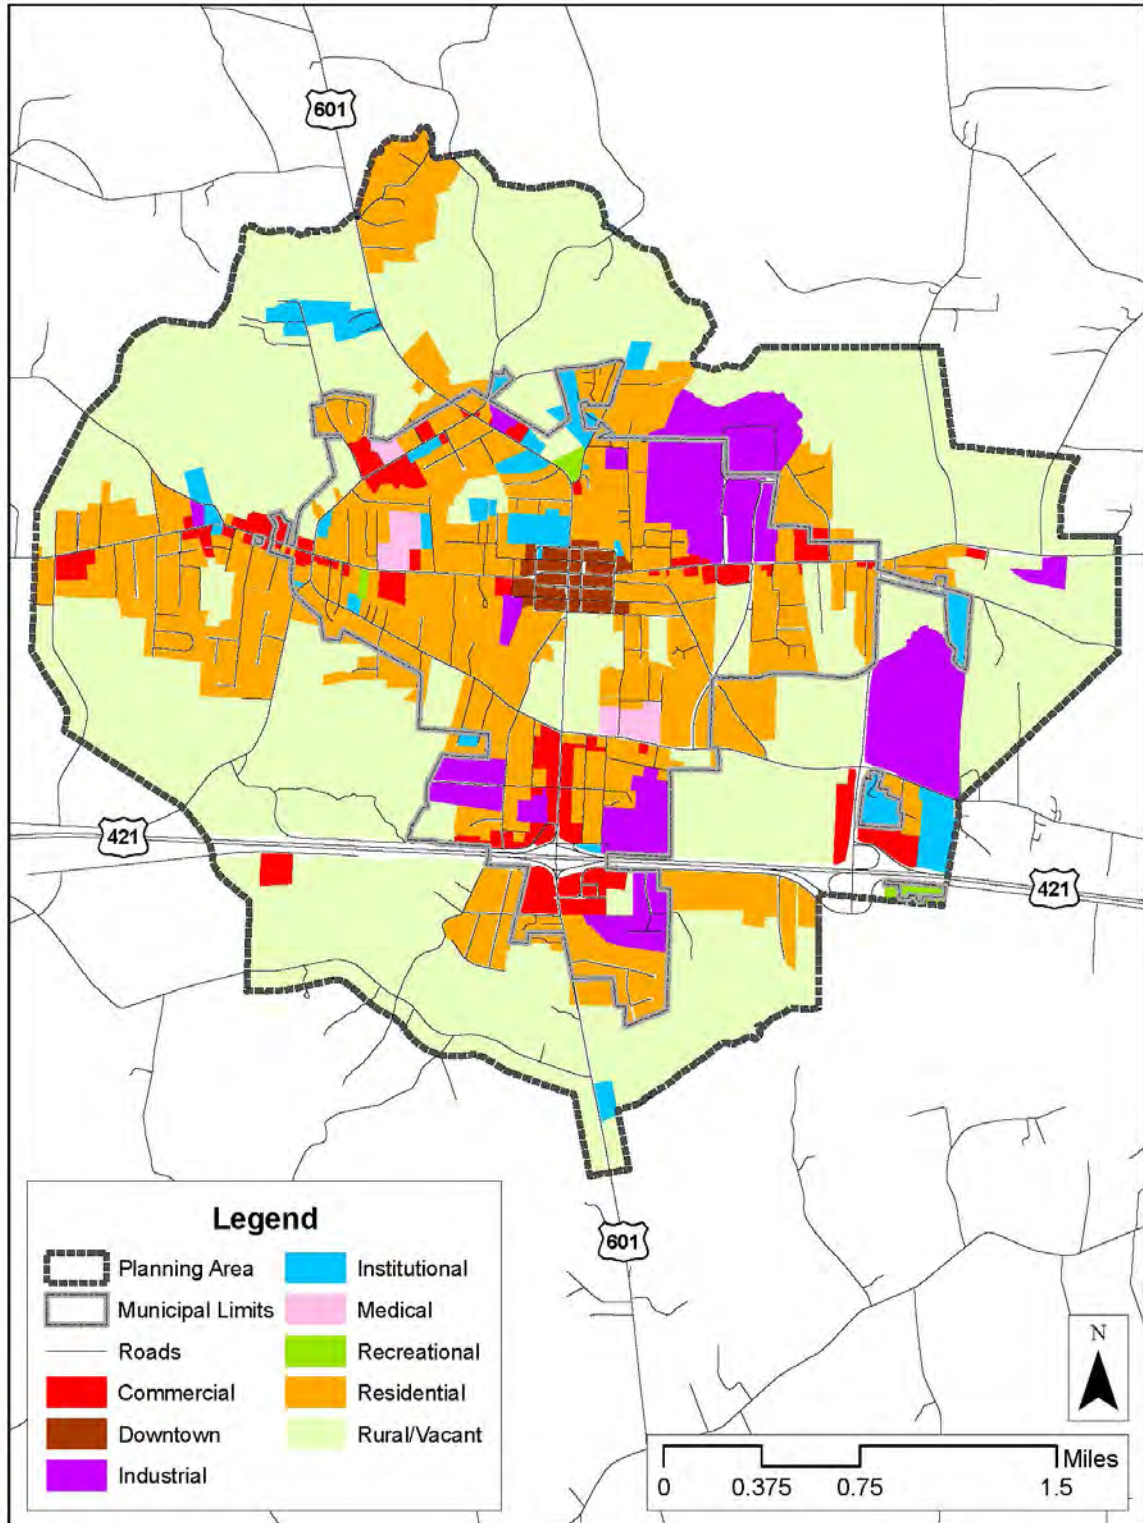 601
421
421
601
Legend
Planning Area
Municipal Limits
Roads
Commercial
Downtown
Industrial
Institutional
Medical
Recreational
Residential
Rural/Vacant
N
Miles
0 0.375 0.75 1.5